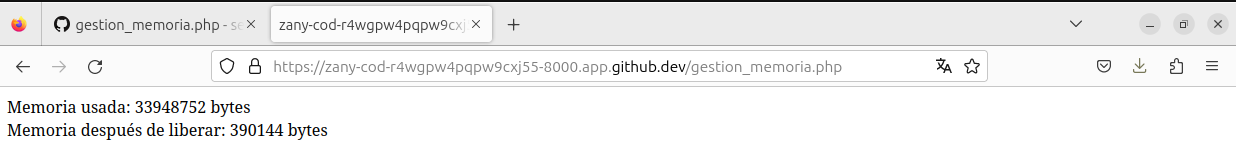 gestion_memoria.php - se
zany-cod-r4wgpw4pqpw9cxj
https://zany-cod-r4wgpw4pqpw9cxj55-8000.app.github.dev/gestion_memoria.php
Memoria usada: 33948752 bytes
Memoria después de liberar: 390144 bytes